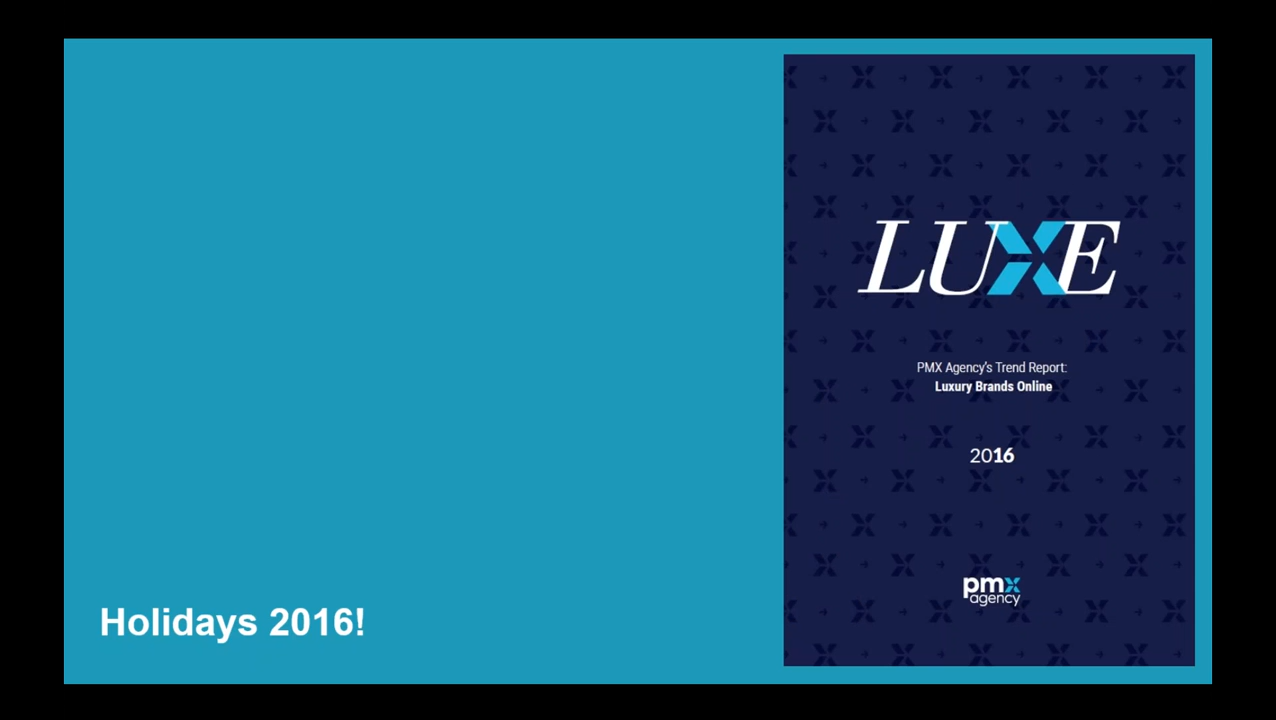 LUXE
PMX Agency's Trend Report:
Luxury Brands Online
2016
pmx
agency
Holidays 2016!